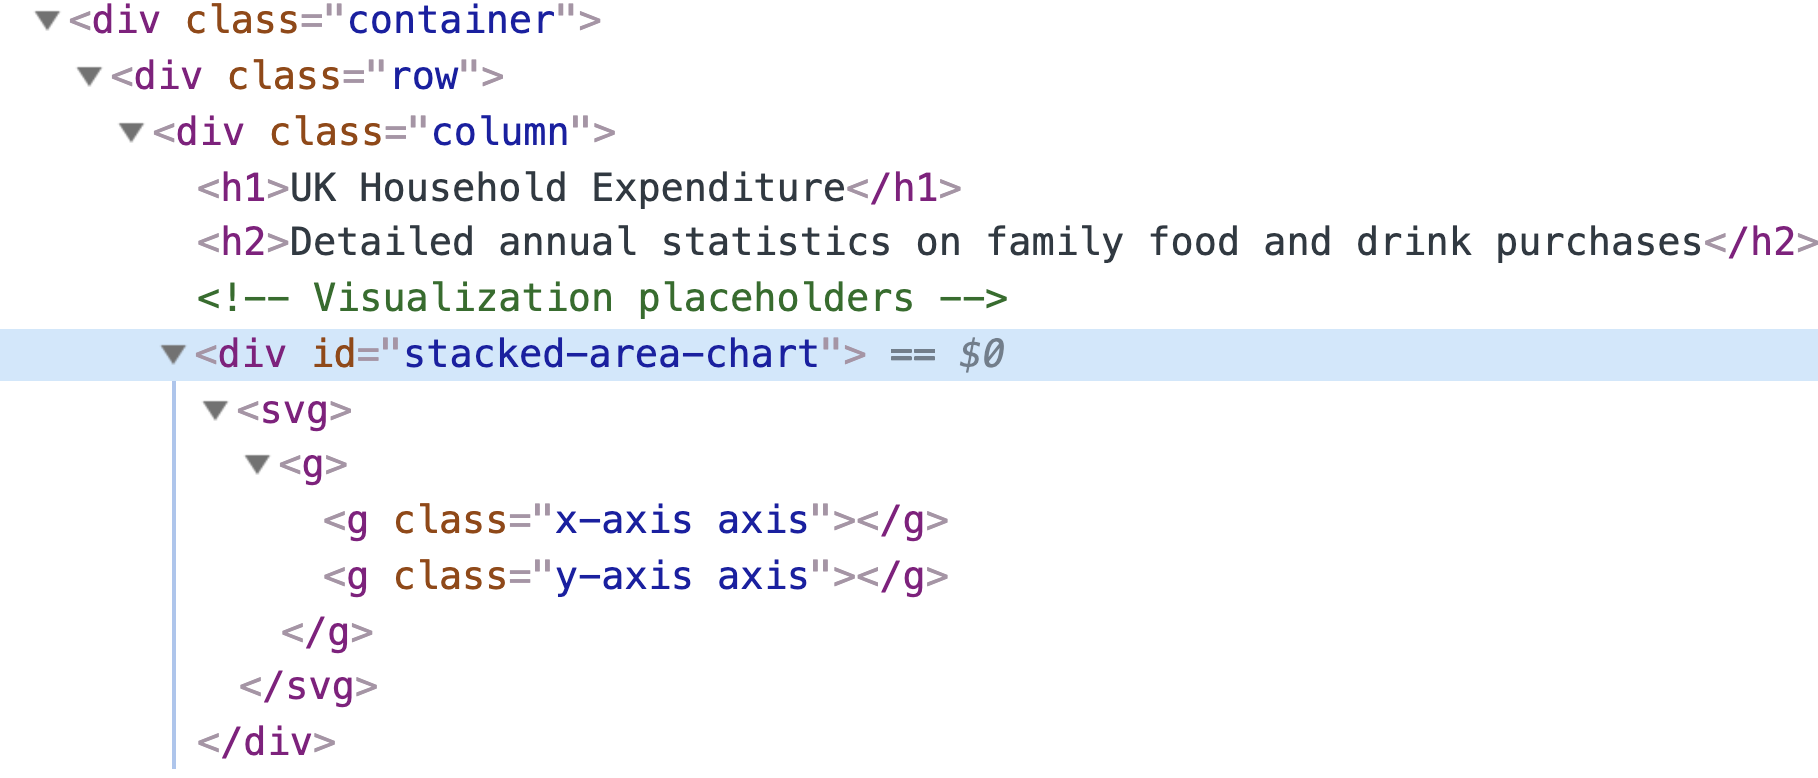 <div class="container">
<div class="row">
<div class="column">
<h1>UK Household Expenditure</h1>
<h2>Detailed annual statistics on family food and drink purchases</h2>
<!-- Visualization placeholders -->
<div id="stacked-area-chart"> == $0
<svg>
<g>
<g class="x-axis axis"></g>
<g class="y-axis axis"></g>
</g>
</svg>
</div>